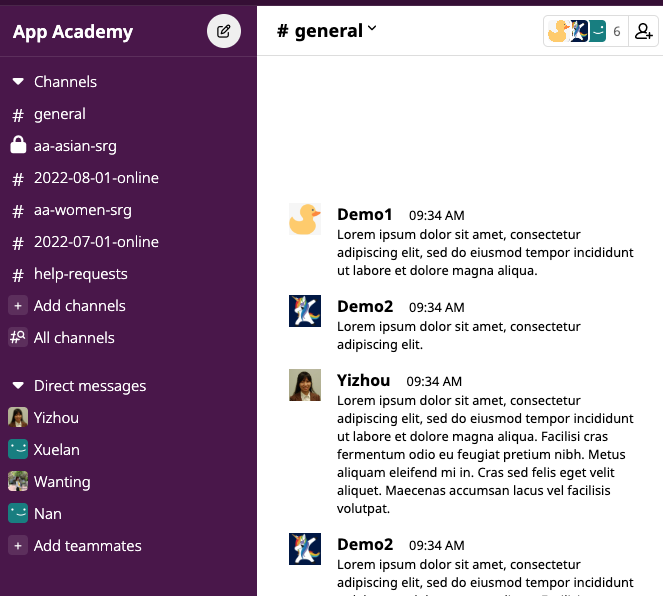 App Academy
Channels
# general
aa-asian-srg
# 2022-08-01-online
# aa-women-srg
# 2022-07-01-online
# help-requests
+ Add channels
All channels
Direct messages
Yizhou
Xuelan
Wanting
Nan
+ Add teammates
# general
6
Demo1 09:34 AM
Lorem ipsum dolor sit amet, consectetur
adipiscing elit, sed do eiusmod tempor incididunt
ut labore et dolore magna aliqua.
Demo2 09:34 AM
Lorem ipsum dolor sit amet, consectetur
adipiscing elit.
Yizhou 09:34 AM
Lorem ipsum dolor sit amet, consectetur
adipiscing elit, sed do eiusmod tempor incididunt
ut labore et dolore magna aliqua. Facilisi cras
fermentum odio eu feugiat pretium nibh. Metus
aliquam eleifend mi in. Cras sed felis eget velit
aliquet. Maecenas accumsan lacus vel facilisis
volutpat.
Demo2 09:34 AM
Lorem ipsum dolor sit amet, consectetur
adipiscing elit, sed do eiusmod tempor incididunt